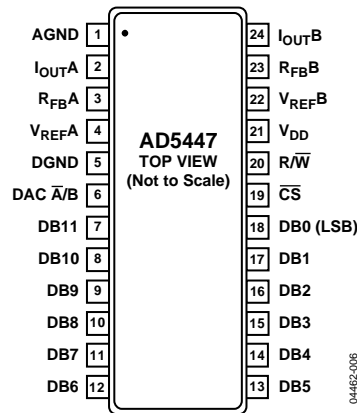 AGND 1 24 IOUTB
IOUTA 2 23 RFBB
RFBA 3 22 VREFB
VREFA 4 21 VDD
AD5447
TOP VIEW
(Not to Scale)
DGND 5 20 R/W̅
DAC A̅/B 6 19 C̅S̅
DB11 7 18 DB0 (LSB)
DB10 8 17 DB1
DB9 9 16 DB2
DB8 10 15 DB3
DB7 11 14 DB4
DB6 12 13 DB5
04462-006